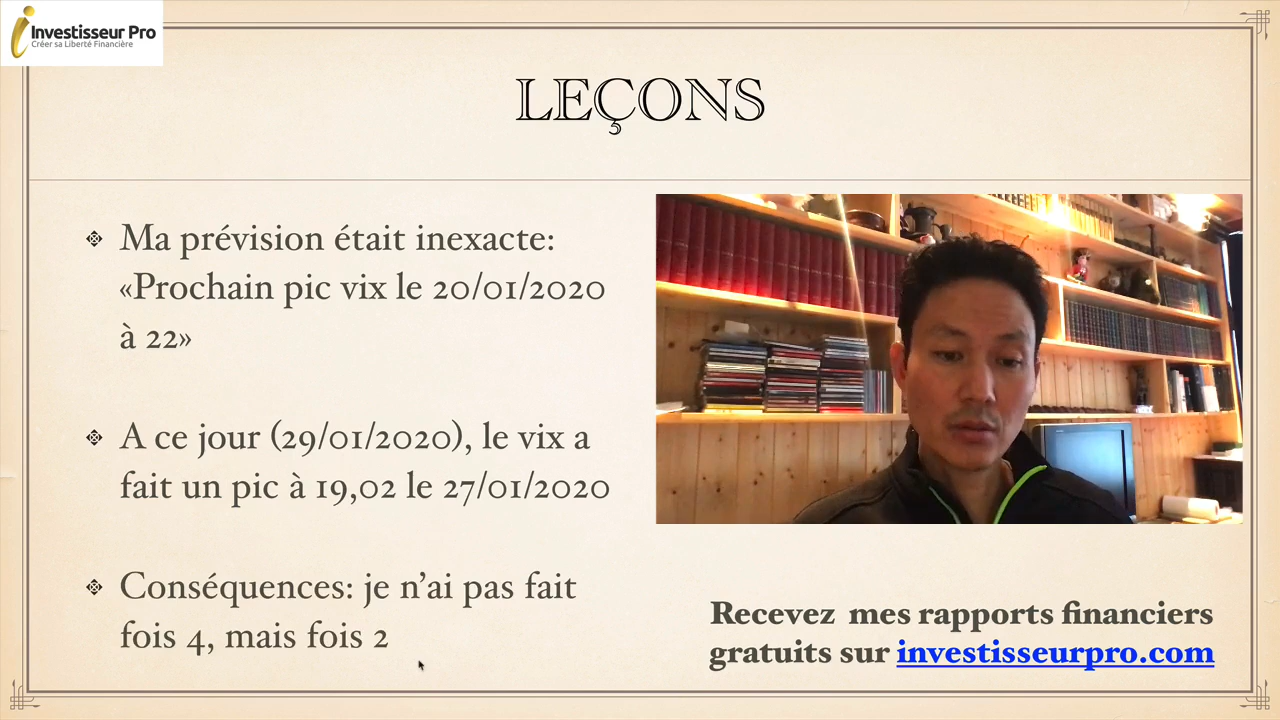 Investisseur Pro
Créer sa Liberté Financière
LEÇONS
Ma prévision était inexacte:
«Prochain pic vix le 20/01/2020
à 22»
A ce jour (29/01/2020), le vix a
fait un pic à 19,02 le 27/01/2020
Conséquences: je n’ai pas fait
fois 4, mais fois 2
Recevez mes rapports financiers
gratuits sur investisseurpro.com